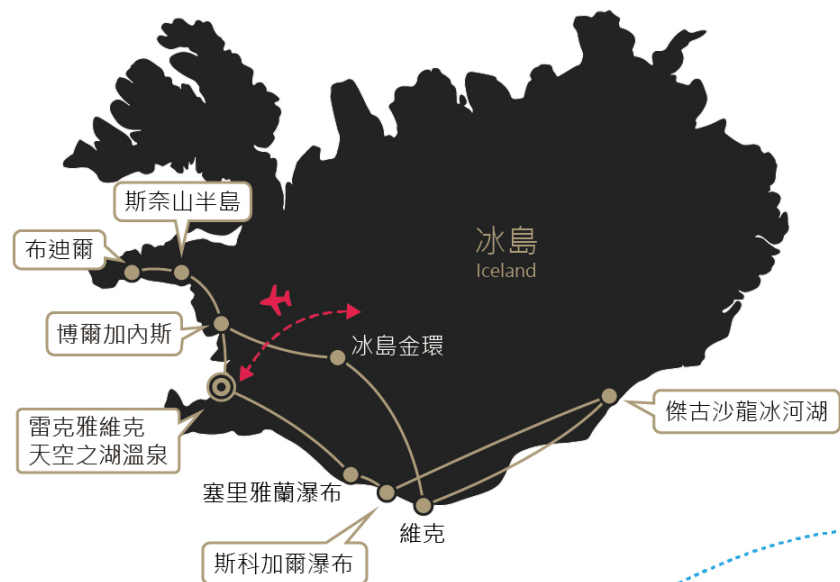 斯奈山半島
布迪爾
冰島
Iceland
博爾加內斯
冰島金環
雷克雅維克
天空之湖溫泉
傑古沙龍冰河湖
塞里雅蘭瀑布
維克
斯科加爾瀑布